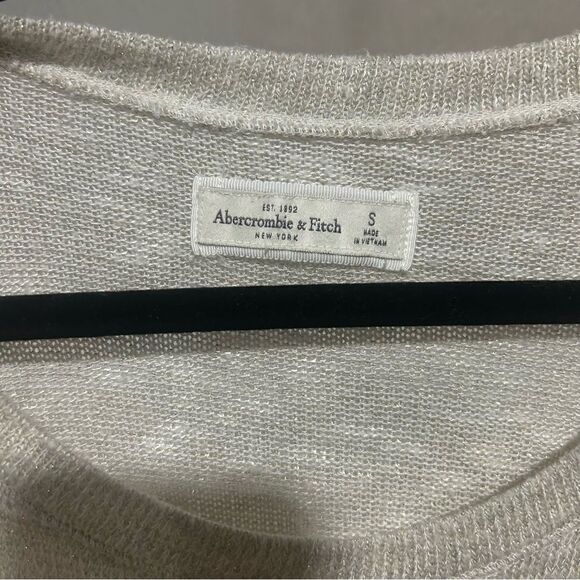 EST. 1892
Abercrombie & Fitch
NEW YORK
S
MADE
IN VIETNAM